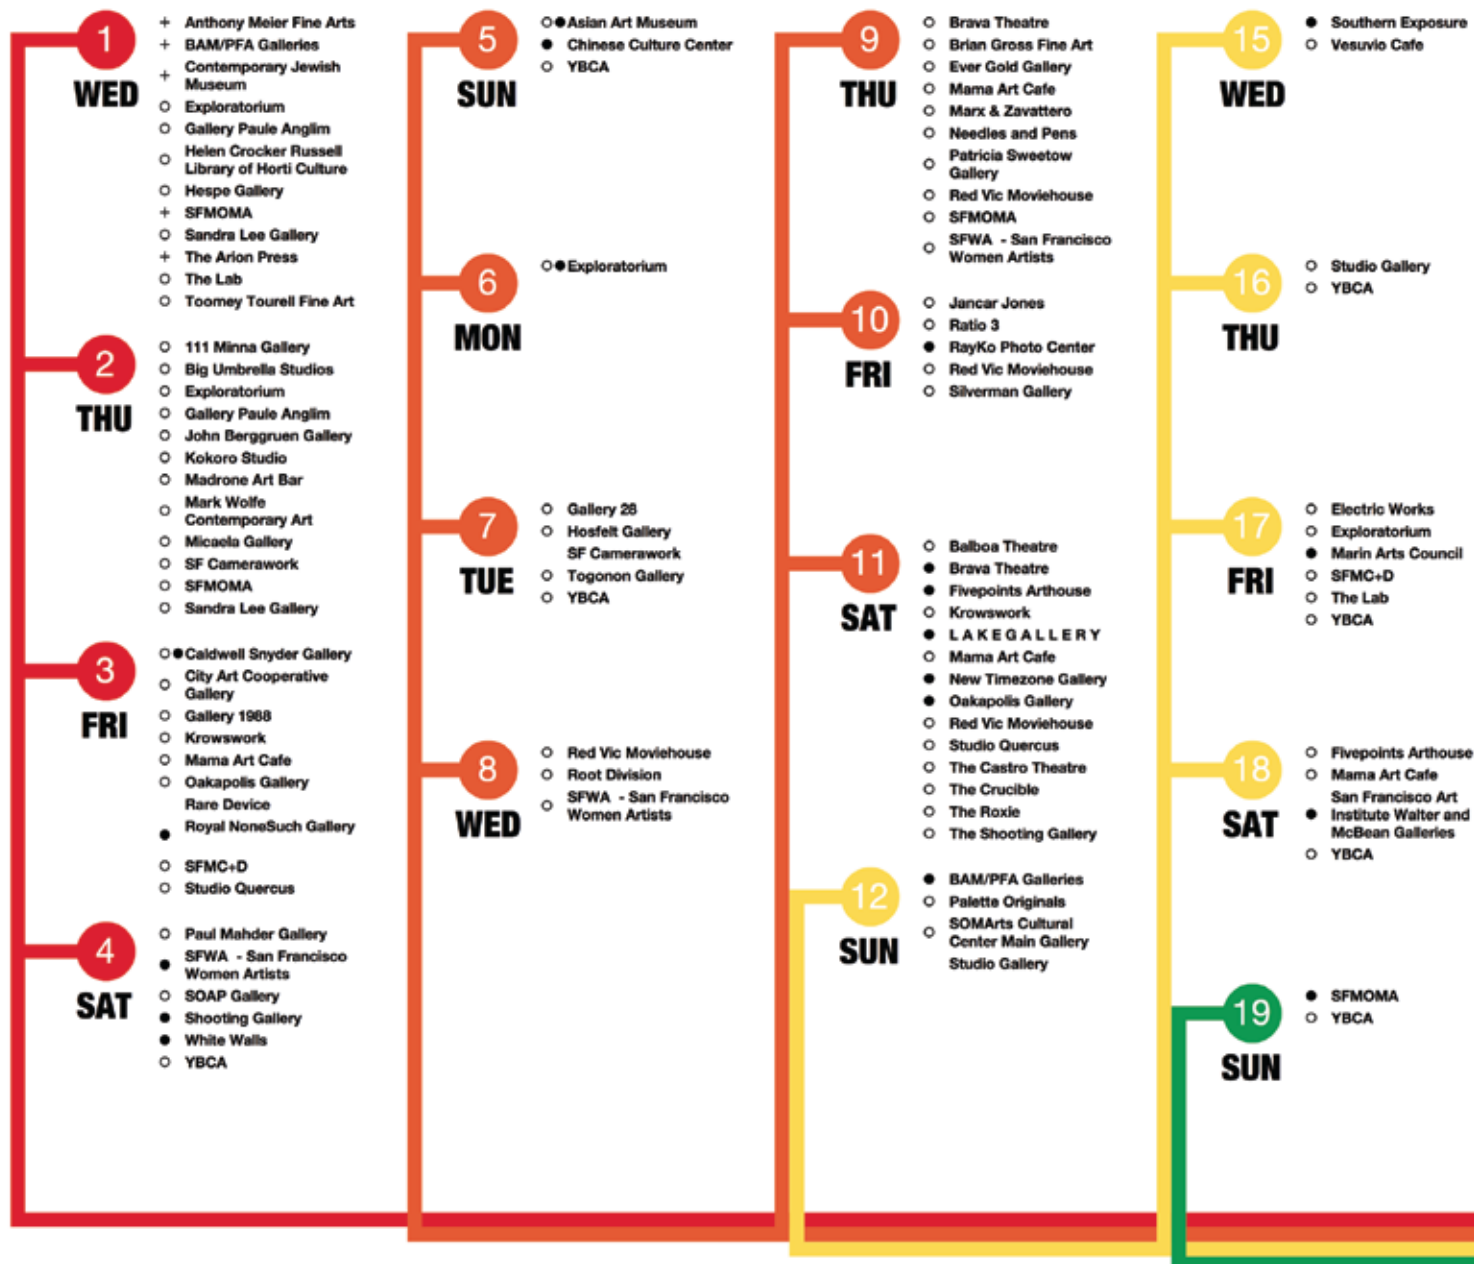 1
WED
+ Anthony Meier Fine Arts
+ BAM/PFA Galleries
+ Contemporary Jewish
Museum
○ Exploratorium
○ Gallery Paule Anglim
○ Helen Crocker Russell
Library of Horti Culture
○ Hespe Gallery
+ SFMOMA
○ Sandra Lee Gallery
+ The Arion Press
○ The Lab
○ Toomey Tourell Fine Art
2
THU
○ 111 Minna Gallery
○ Big Umbrella Studios
○ Exploratorium
○ Gallery Paule Anglim
○ John Berggruen Gallery
○ Kokoro Studio
○ Madrone Art Bar
○ Mark Wolfe
Contemporary Art
○ Micaela Gallery
○ SF Camerawork
○ SFMOMA
○ Sandra Lee Gallery
3
FRI
○● Caldwell Snyder Gallery
○ City Art Cooperative
Gallery
○ Gallery 1988
○ Krowswork
○ Mama Art Cafe
○ Oakapolis Gallery
Rare Device
● Royal NoneSuch Gallery
○ SFMC+D
○ Studio Quercus
4
SAT
○ Paul Mahder Gallery
● SFWA - San Francisco
Women Artists
○ SOAP Gallery
● Shooting Gallery
● White Walls
○ YBCA
5
SUN
○● Asian Art Museum
● Chinese Culture Center
○ YBCA
6
MON
○● Exploratorium
7
TUE
○ Gallery 28
○ Hosfelt Gallery
SF Camerawork
○ Togonon Gallery
○ YBCA
8
WED
○ Red Vic Moviehouse
○ Root Division
○ SFWA - San Francisco
Women Artists
9
THU
○ Brava Theatre
○ Brian Gross Fine Art
○ Ever Gold Gallery
○ Mama Art Cafe
○ Marx & Zavattero
○ Needles and Pens
○ Patricia Sweetow
Gallery
○ Red Vic Moviehouse
○ SFMOMA
○ SFWA - San Francisco
Women Artists
10
FRI
○ Jancar Jones
○ Ratio 3
● RayKo Photo Center
○ Red Vic Moviehouse
○ Silverman Gallery
11
SAT
○ Balboa Theatre
● Brava Theatre
● Fivepoints Arthouse
○ Krowswork
● L A K E G A L L E R Y
○ Mama Art Cafe
● New Timezone Gallery
● Oakapolis Gallery
○ Red Vic Moviehouse
○ Studio Quercus
○ The Castro Theatre
○ The Crucible
○ The Roxie
○ The Shooting Gallery
12
SUN
● BAM/PFA Galleries
○ Palette Originals
○ SOMArts Cultural
Center Main Gallery
Studio Gallery
15
WED
● Southern Exposure
○ Vesuvio Cafe
16
THU
○ Studio Gallery
○ YBCA
17
FRI
○ Electric Works
○ Exploratorium
● Marin Arts Council
○ SFMC+D
○ The Lab
○ YBCA
18
SAT
○ Fivepoints Arthouse
○ Mama Art Cafe
San Francisco Art
● Institute Walter and
McBean Galleries
○ YBCA
19
SUN
● SFMOMA
○ YBCA